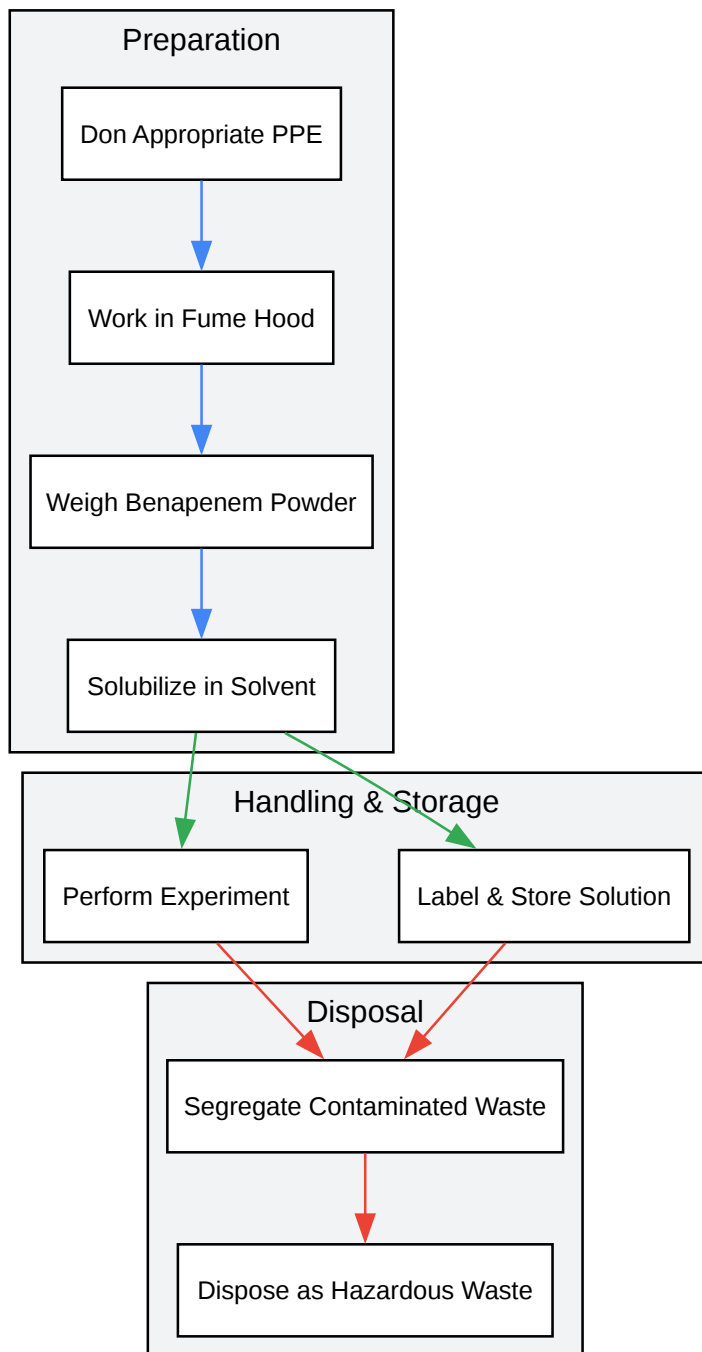 Preparation
Don Appropriate PPE
Work in Fume Hood
Weigh Benapenem Powder
Solubilize in Solvent
Handling & Storage
Perform Experiment
Label & Store Solution
Disposal
Segregate Contaminated Waste
Dispose as Hazardous Waste